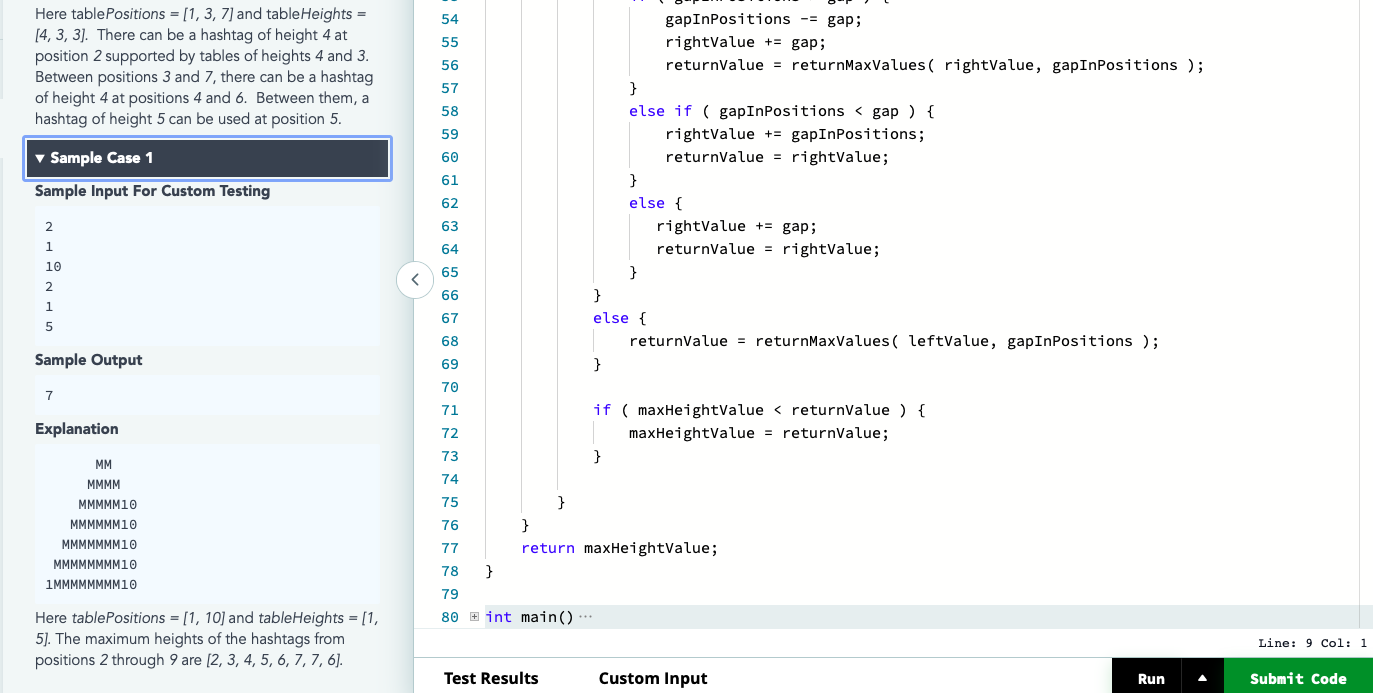 Here tablePositions = [1, 3, 7] and tableHeights =
[4, 3, 3].  There can be a hashtag of height 4 at
position 2 supported by tables of heights 4 and 3.
Between positions 3 and 7, there can be a hashtag
of height 4 at positions 4 and 6.  Between them, a
hashtag of height 5 can be used at position 5.
▼ Sample Case 1
Sample Input For Custom Testing
2
1
10
2
1
5
Sample Output
7
Explanation
      MM
     MMMM
    MMMMM10
   MMMMMM10
  MMMMMMM10
 MMMMMMMM10
1MMMMMMMM10
Here tablePositions = [1, 10] and tableHeights = [1,
5]. The maximum heights of the hashtags from
positions 2 through 9 are [2, 3, 4, 5, 6, 7, 7, 6].
54 gapInPositions -= gap;
55 rightValue += gap;
56 returnValue = returnMaxValues( rightValue, gapInPositions );
57 }
58 else if ( gapInPositions < gap ) {
59 rightValue += gapInPositions;
60 returnValue = rightValue;
61 }
62 else {
63 rightValue += gap;
64 returnValue = rightValue;
65 }
66 }
67 else {
68 returnValue = returnMaxValues( leftValue, gapInPositions );
69 }
70
71 if ( maxHeightValue < returnValue ) {
72 maxHeightValue = returnValue;
73 }
74
75 }
76 }
77 return maxHeightValue;
78 }
79
80 int main() ···
Line: 9 Col: 1
Test Results Custom Input
Run ▲ Submit Code